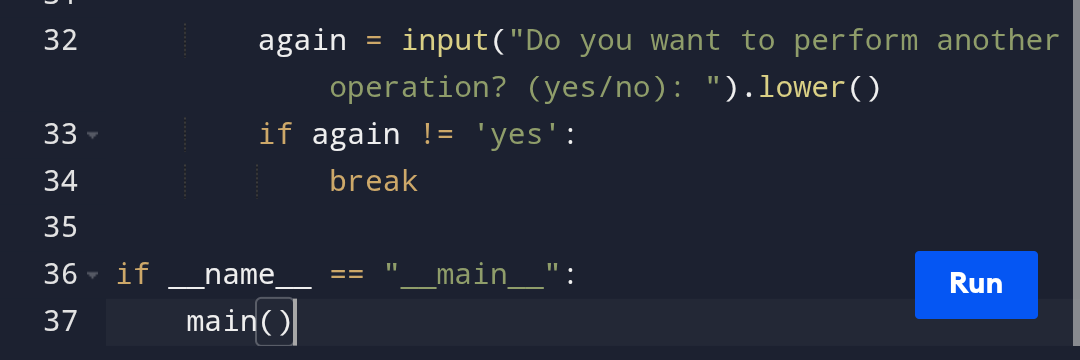 32 again = input("Do you want to perform another
operation? (yes/no): ").lower()
33 if again != 'yes':
34 break
35
36 if __name__ == "__main__":
Run
37 main()